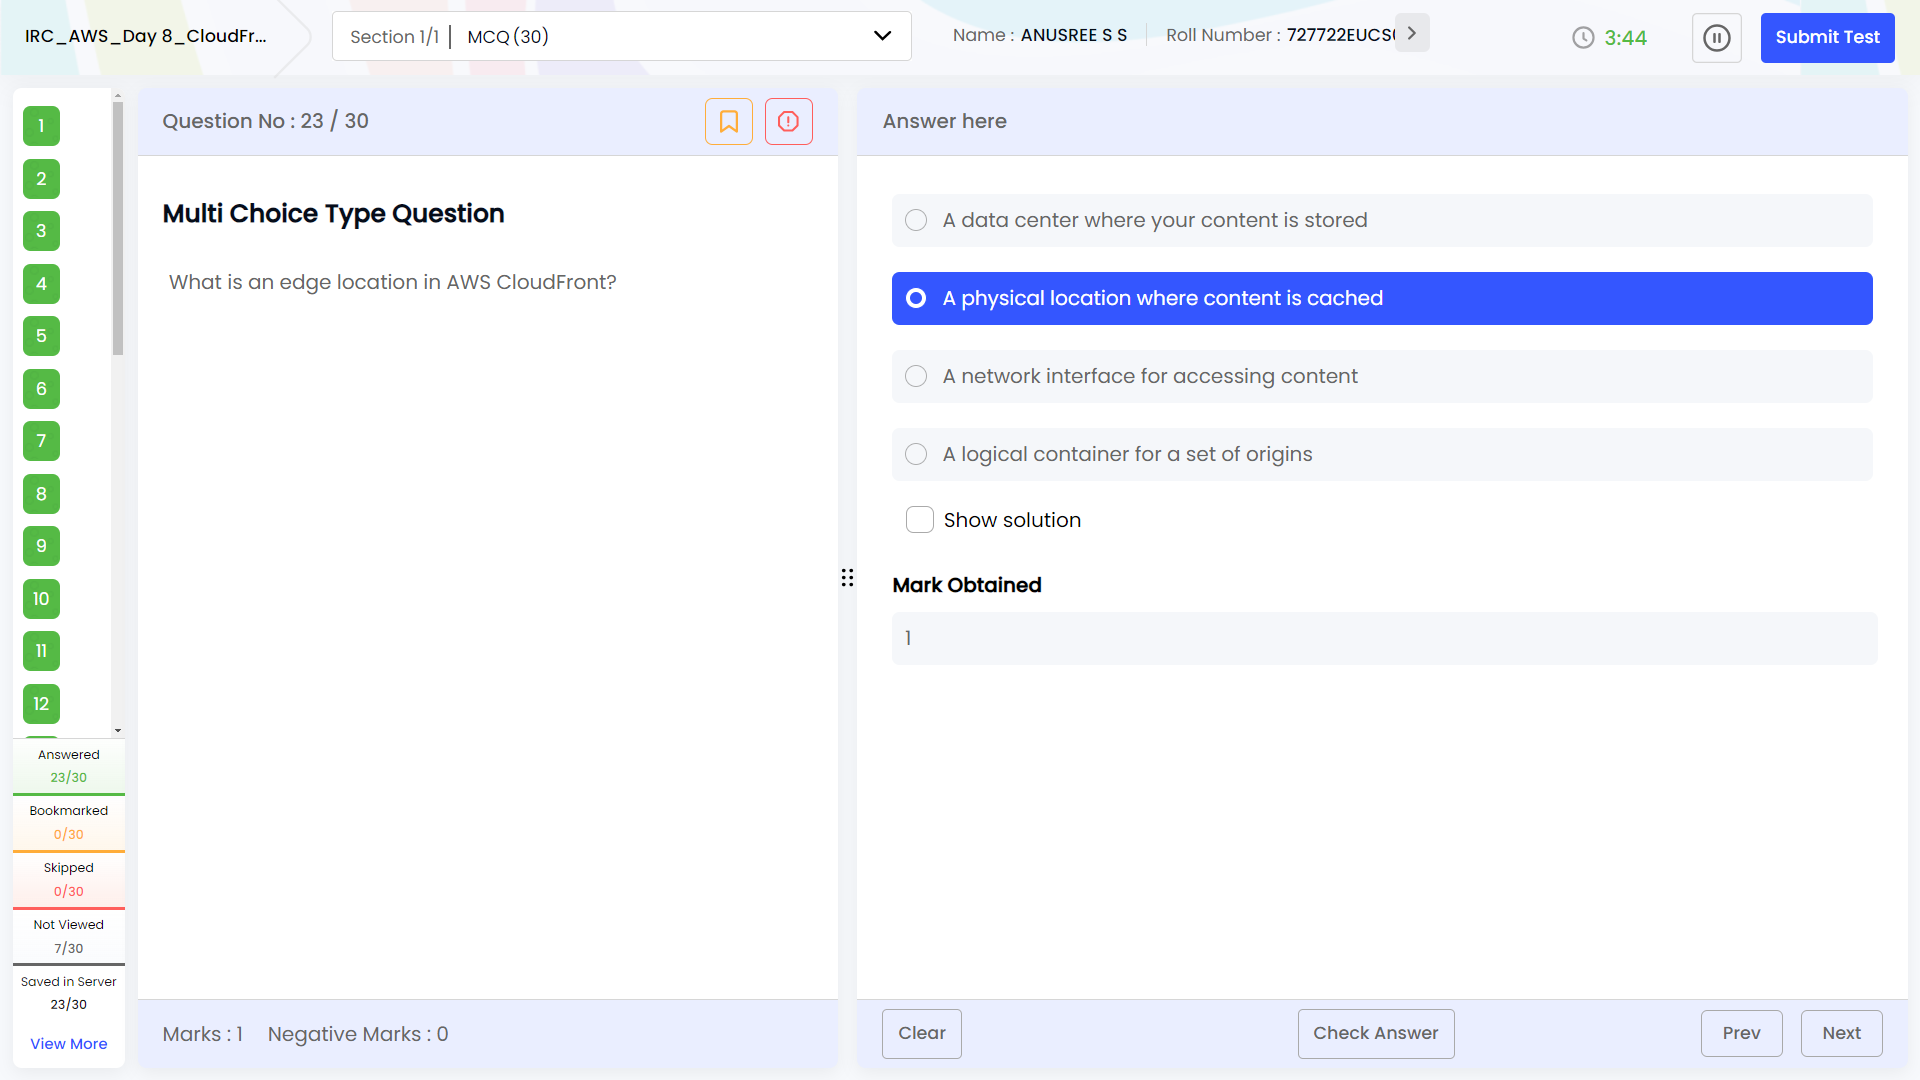 IRC_AWS_Day 8_CloudFr...
Section 1/1 | MCQ (30)
Name : ANUSREE S S
Roll Number : 727722EUCS
3:44
Submit Test
1
2
3
4
5
6
7
8
9
10
11
12
Answered
23/30
Bookmarked
0/30
Skipped
0/30
Not Viewed
7/30
Saved in Server
23/30
View More
Question No : 23 / 30
Multi Choice Type Question
What is an edge location in AWS CloudFront?
Marks : 1 Negative Marks : 0
Answer here
A data center where your content is stored
A physical location where content is cached
A network interface for accessing content
A logical container for a set of origins
Show solution
Mark Obtained
1
Clear
Check Answer
Prev
Next